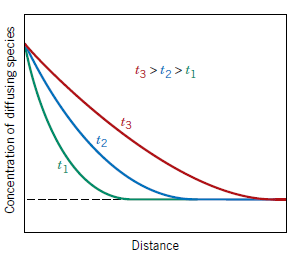 Concentration of diffusing species
t₃ > t₂ > t₁
t₃
t₂
t₁
Distance